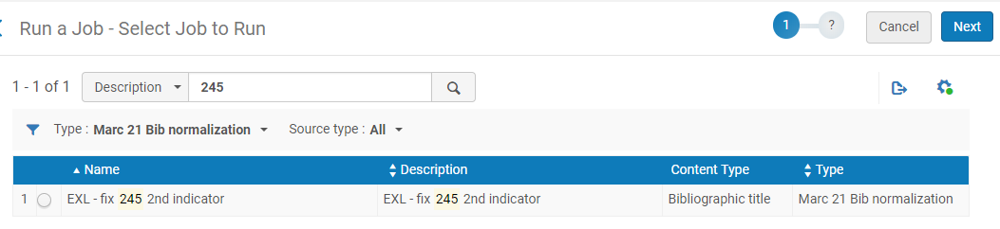 Run a Job - Select Job to Run 1 ? Cancel Next
1 - 1 of 1 Description 245
Type : Marc 21 Bib normalization Source type : All
Name Description Content Type Type
1 EXL - fix 245 2nd indicator EXL - fix 245 2nd indicator Bibliographic title Marc 21 Bib normalization